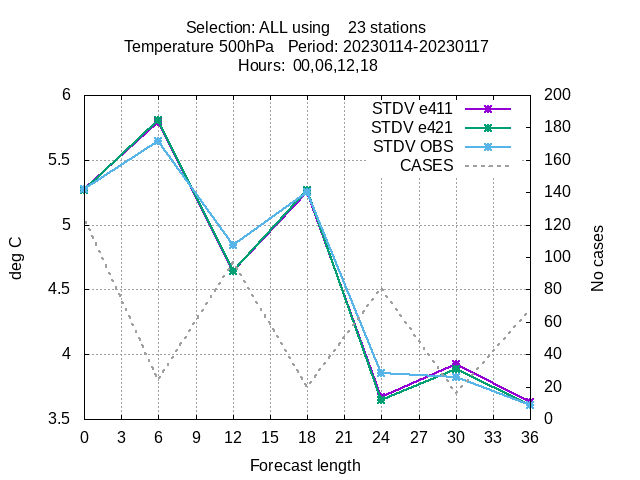 Selection: ALL using 23 stations
Temperature 500hPa Period: 20230114-20230117
Hours: 00,06,12,18
STDV e411
STDV e421
STDV OBS
CASES
deg C
6
5.5
5
4.5
4
3.5
200
180
160
140
120
100
80
60
40
20
0
No cases
0 3 6 9 12 15 18 21 24 27 30 33 36
Forecast length